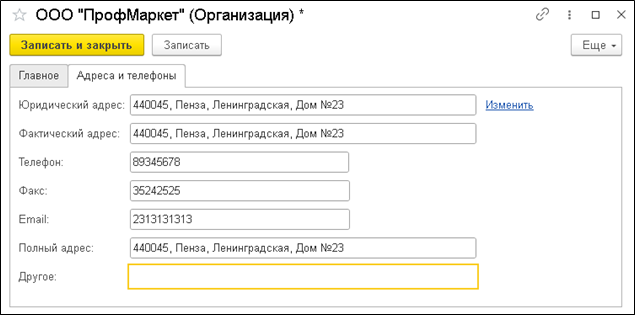 ООО "ПрофМаркет" (Организация) *
Записать и закрыть Записать Еще
Главное Адреса и телефоны
Юридический адрес: 440045, Пенза, Ленинградская, Дом №23 Изменить
Фактический адрес: 440045, Пенза, Ленинградская, Дом №23
Телефон: 89345678
Факс: 35242525
Email: 2313131313
Полный адрес: 440045, Пенза, Ленинградская, Дом №23
Другое: